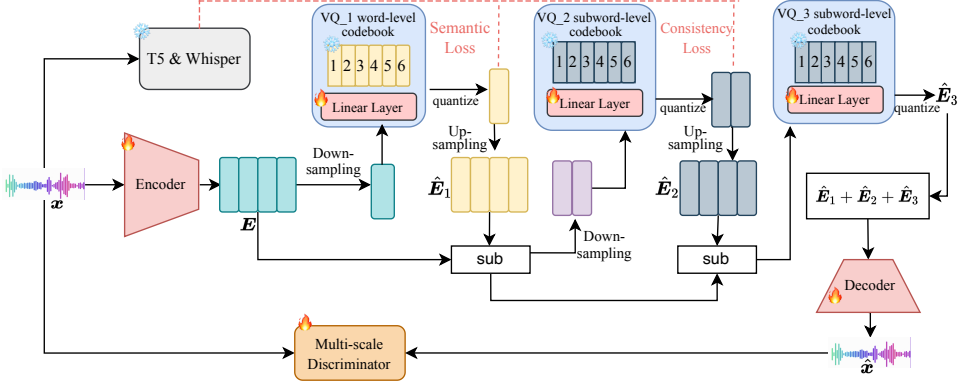 VQ_1 word-level
codebook
VQ_2 subword-level
codebook
VQ_3 subword-level
codebook
Semantic
Loss
Consistency
Loss
T5 & Whisper
1 2 3 4 5 6
1 2 3 4 5 6
1 2 3 4 5 6
Linear Layer
Linear Layer
Linear Layer
quantize
quantize
quantize
Ê₃
Up-
sampling
Up-
sampling
Down-
sampling
Encoder
Ê₁
Ê₂
x
E
Ê₁ + Ê₂ + Ê₃
Down-
sampling
sub
sub
Decoder
Multi-scale
Discriminator
x̂